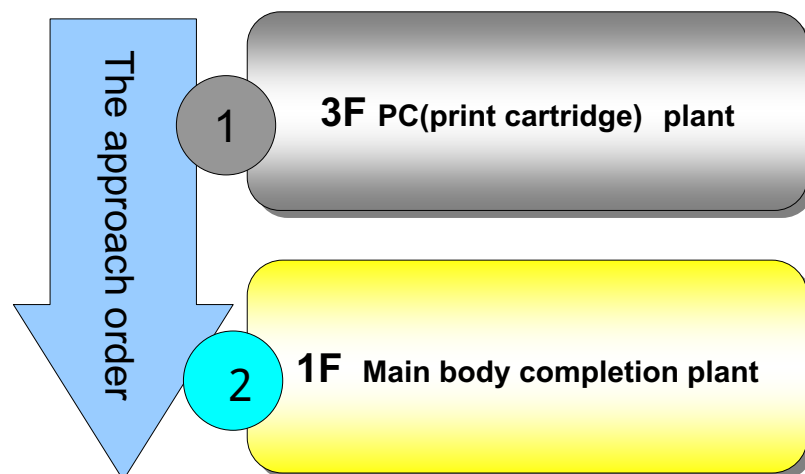 The approach order
1
3F PC(print cartridge) plant
2
1F Main body completion plant